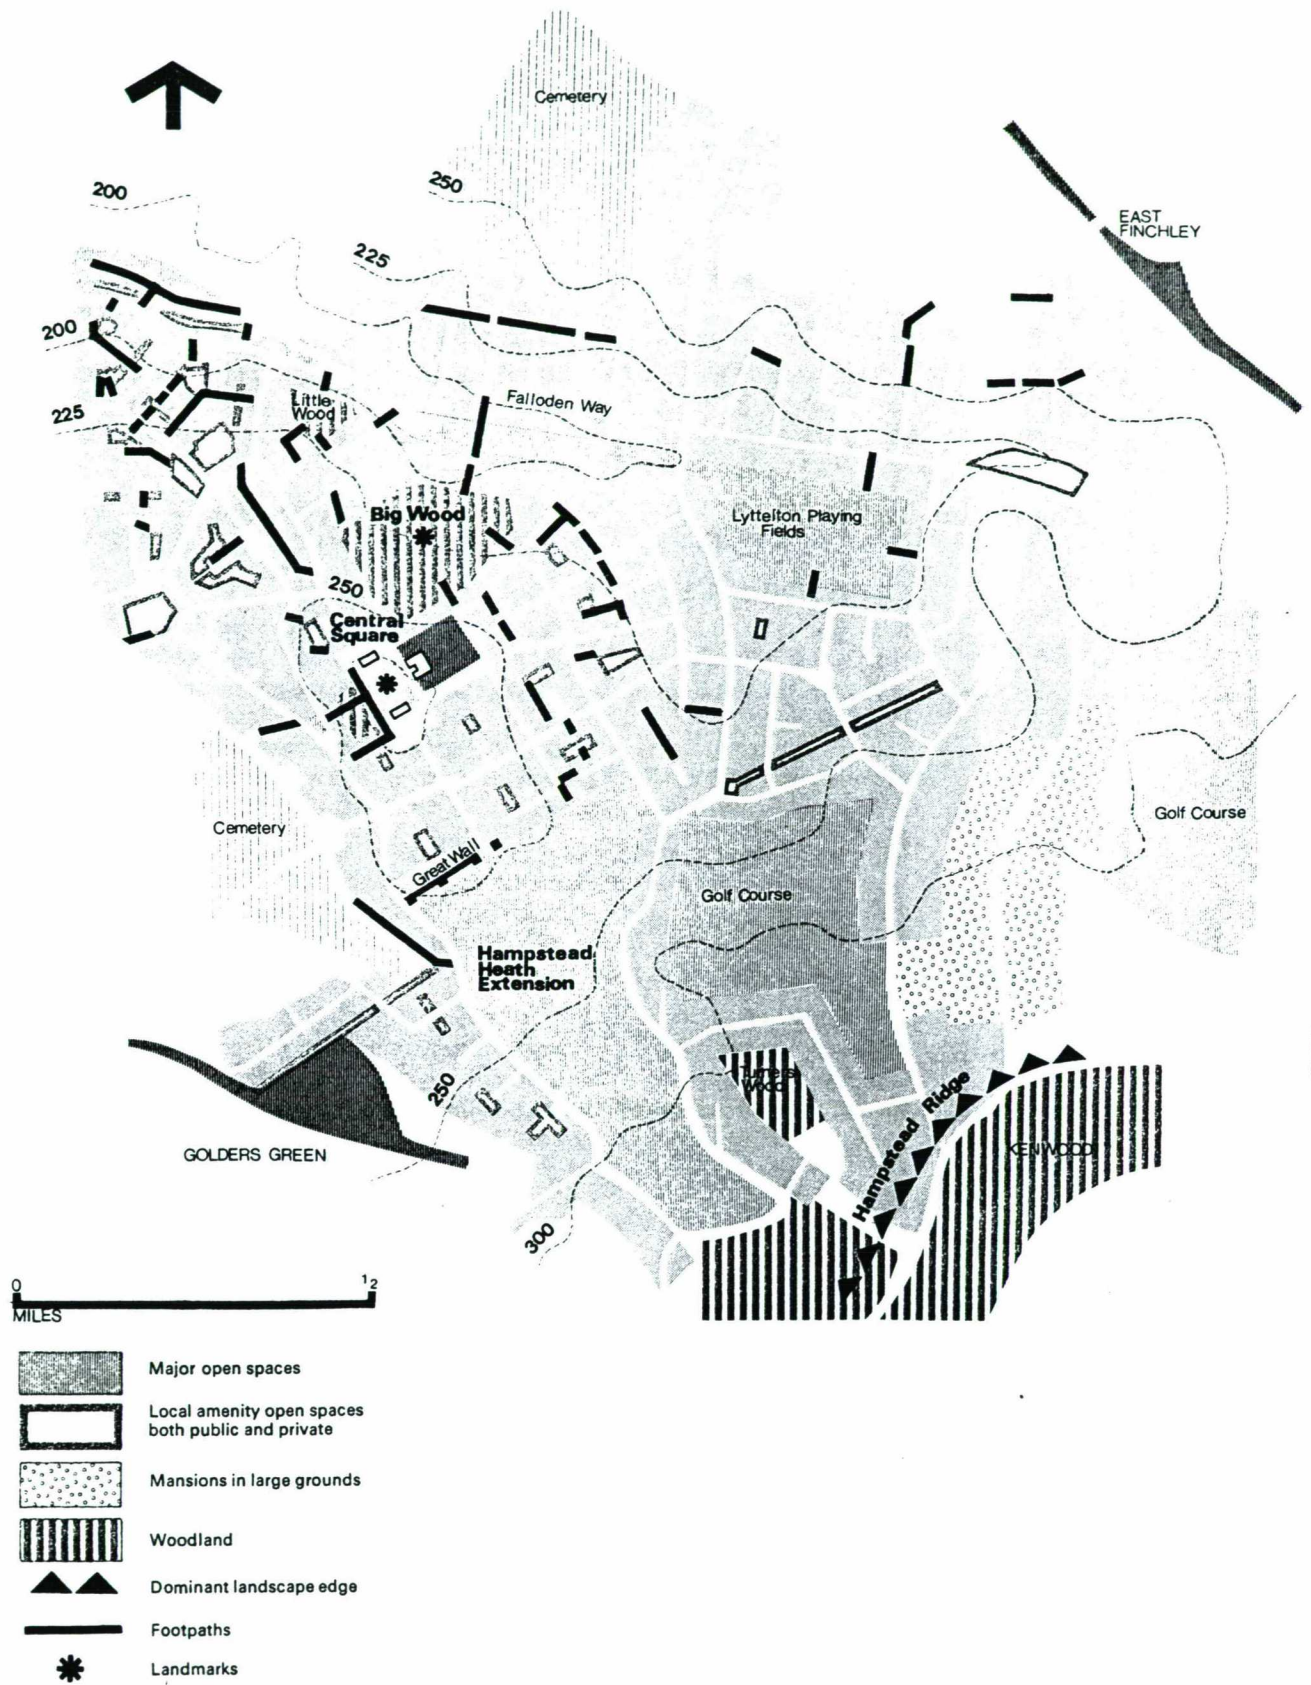 Cemetery
200
250
EAST
FINCHLEY
225
200
225
Little
Wood
Falloden Way
Big Wood
Lyttelton Playing
Fields
250
Central
Square
Cemetery
Great Wall
Golf Course
Golf Course
Hampstead
Heath
Extension
250
Turners
Wood
Hampstead Ridge
KENWOOD
GOLDERS GREEN
300
0 12
MILES
Major open spaces
Local amenity open spaces
both public and private
Mansions in large grounds
Woodland
Dominant landscape edge
Footpaths
Landmarks